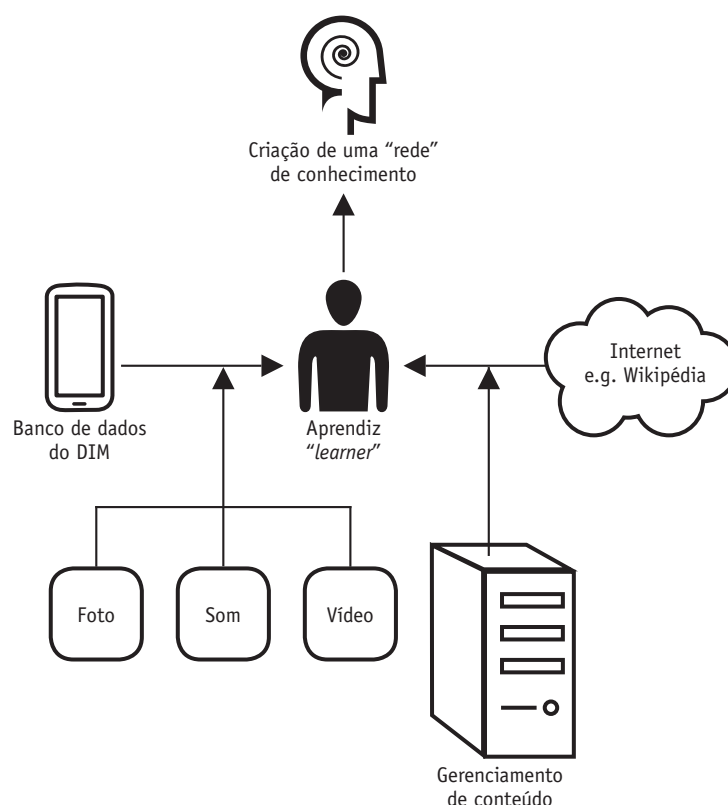 Criação de uma “rede”
de conhecimento
Banco de dados
do DIM
Aprendiz
“learner”
Internet
e.g. Wikipédia
Foto
Som
Vídeo
Gerenciamento
de conteúdo